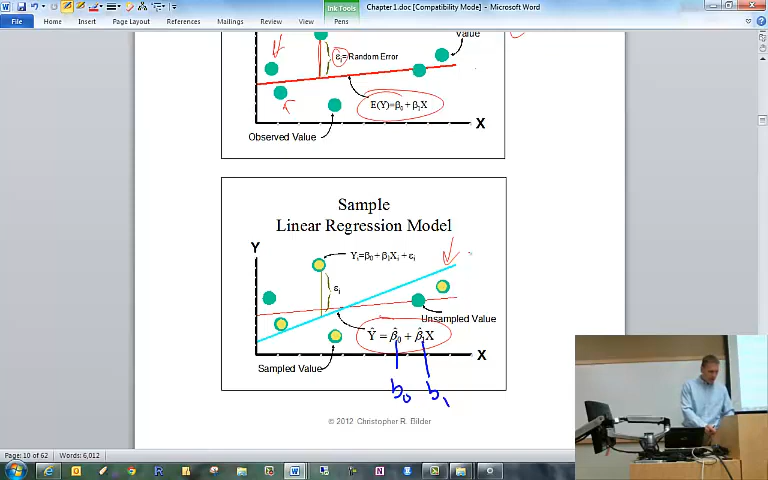 Chapter 1.doc [Compatibility Mode] - Microsoft Word
Ink Tools
File Home Insert Page Layout References Mailings Review View Pens
Value
εi=Random Error
E(Y)=β0 + β1X
X
Observed Value
Sample
Linear Regression Model
Y
Yi=β0 + β1Xi + εi
εi
Unsampled Value
Ŷ = β̂0 + β̂1X
X
Sampled Value
b0 b1
© 2012 Christopher R. Bilder
Page: 10 of 62 Words: 6,012